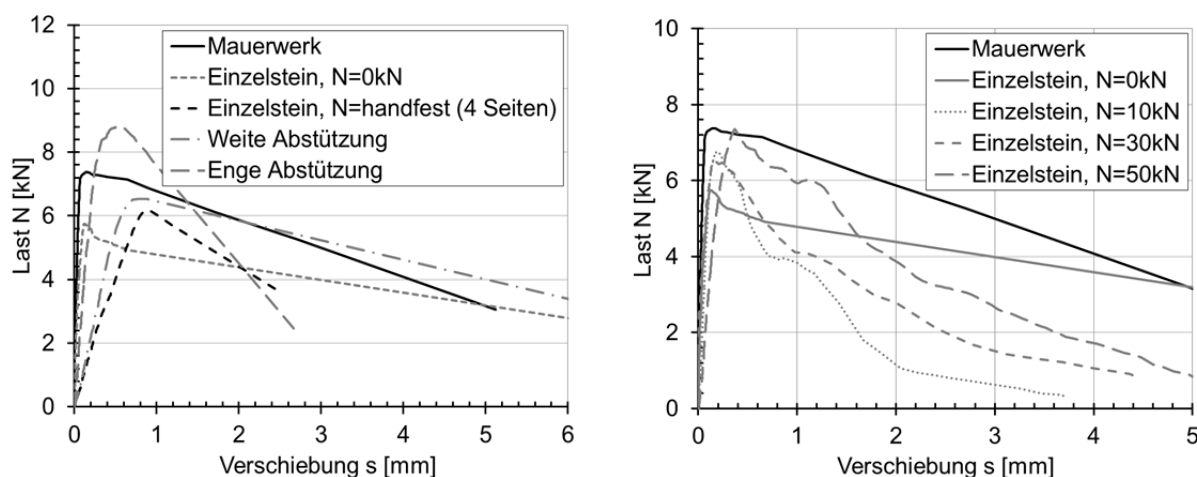 12
10
8
6
4
2
0
Last N [kN]
Mauerwerk
Einzelstein, N=0kN
Einzelstein, N=handfest (4 Seiten)
Weite Abstützung
Enge Abstützung
0 1 2 3 4 5 6
Verschiebung s [mm]
10
8
6
4
2
0
Last N [kN]
Mauerwerk
Einzelstein, N=0kN
Einzelstein, N=10kN
Einzelstein, N=30kN
Einzelstein, N=50kN
0 1 2 3 4 5
Verschiebung s [mm]